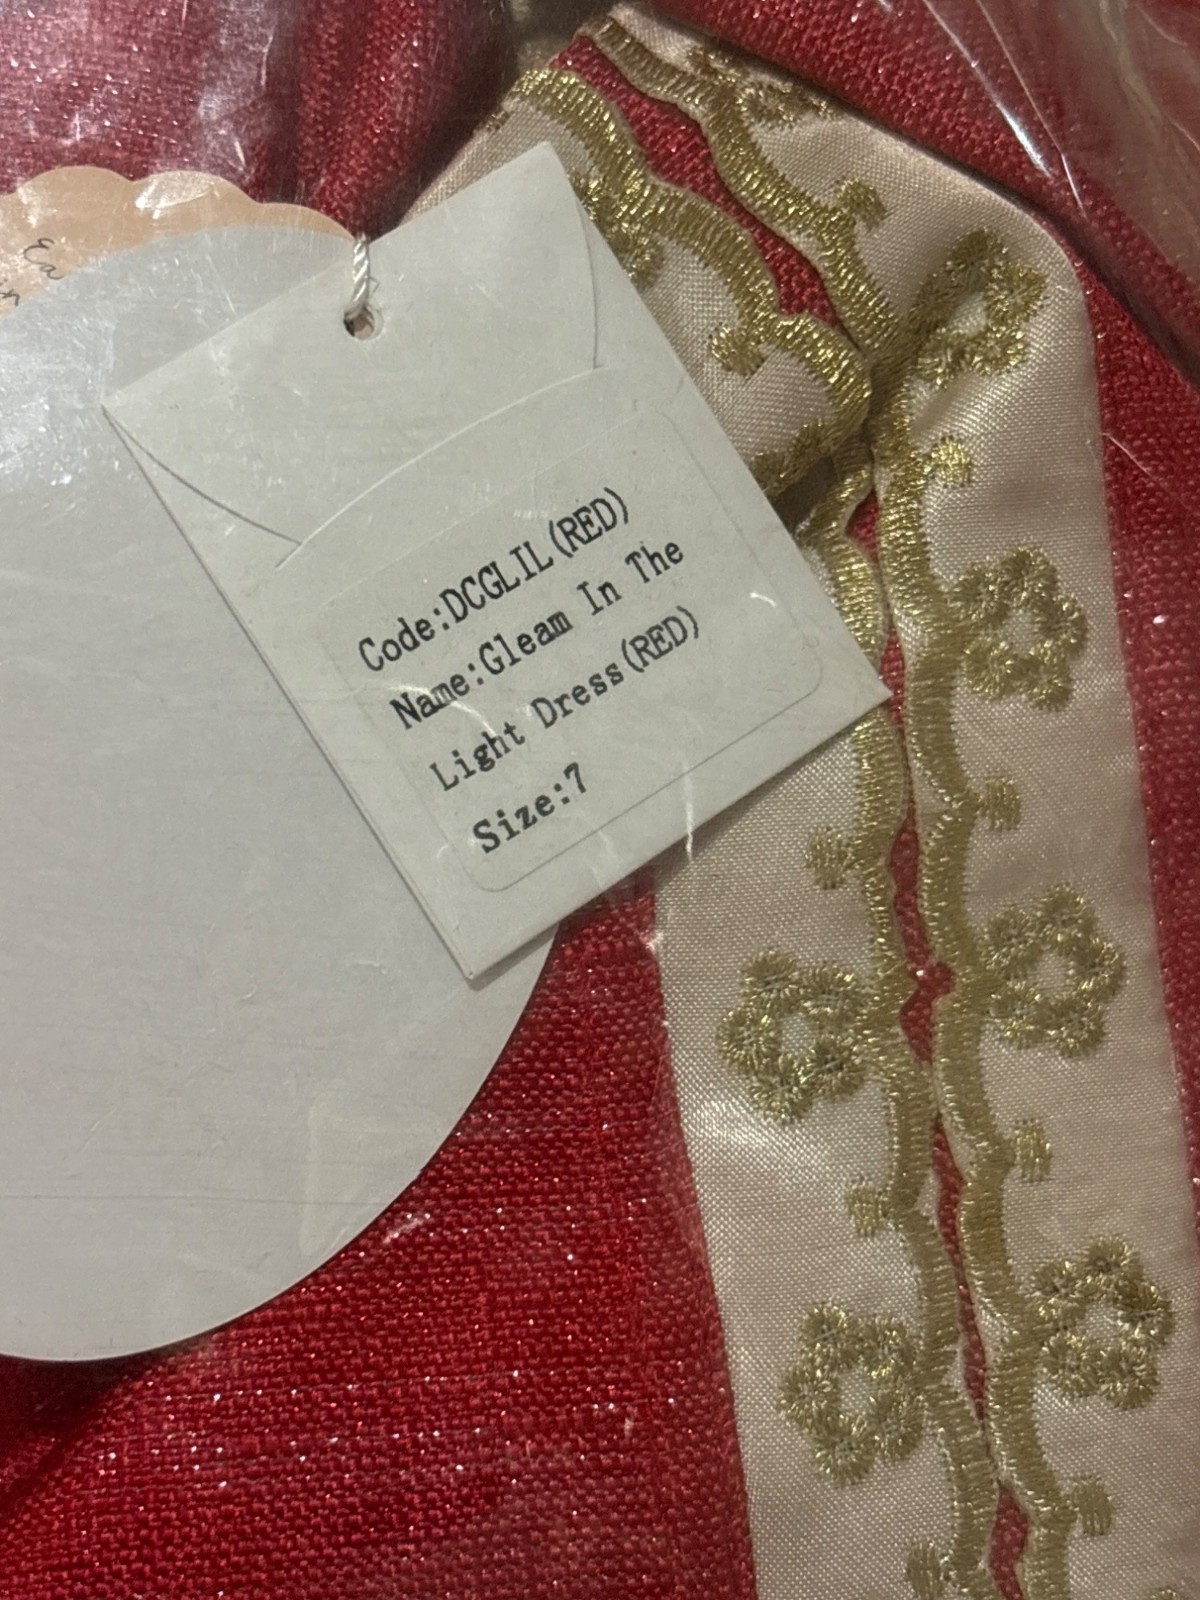 Code:DCGLIL(RED)
Name:Gleam In The
Light Dress(RED)
Size:7